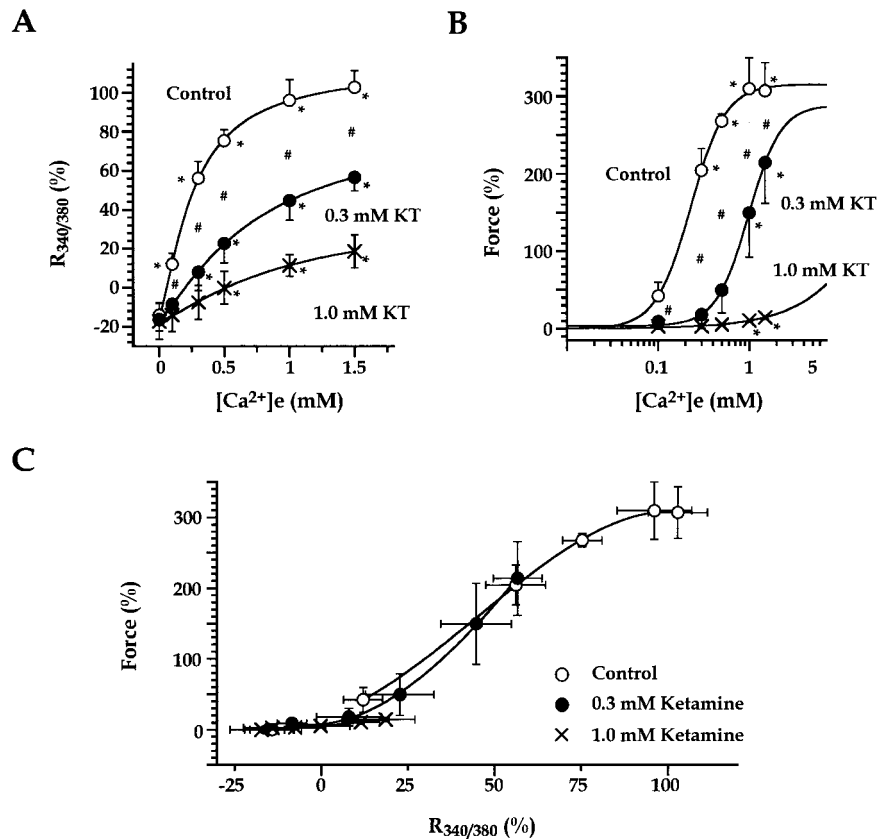 A
R340/380 (%)
100
80
60
40
20
0
-20
Control
0.3 mM KT
1.0 mM KT
* * * * * *
# # # # #
* * * *
* * *
0 0.5 1 1.5
[Ca²⁺]e (mM)
B
Force (%)
300
200
100
0
Control
0.3 mM KT
1.0 mM KT
* * * *
# # # # #
* *
* *
0.1 1 5
[Ca²⁺]e (mM)
C
Force (%)
300
200
100
0
Control
0.3 mM Ketamine
1.0 mM Ketamine
-25 0 25 50 75 100
R340/380 (%)